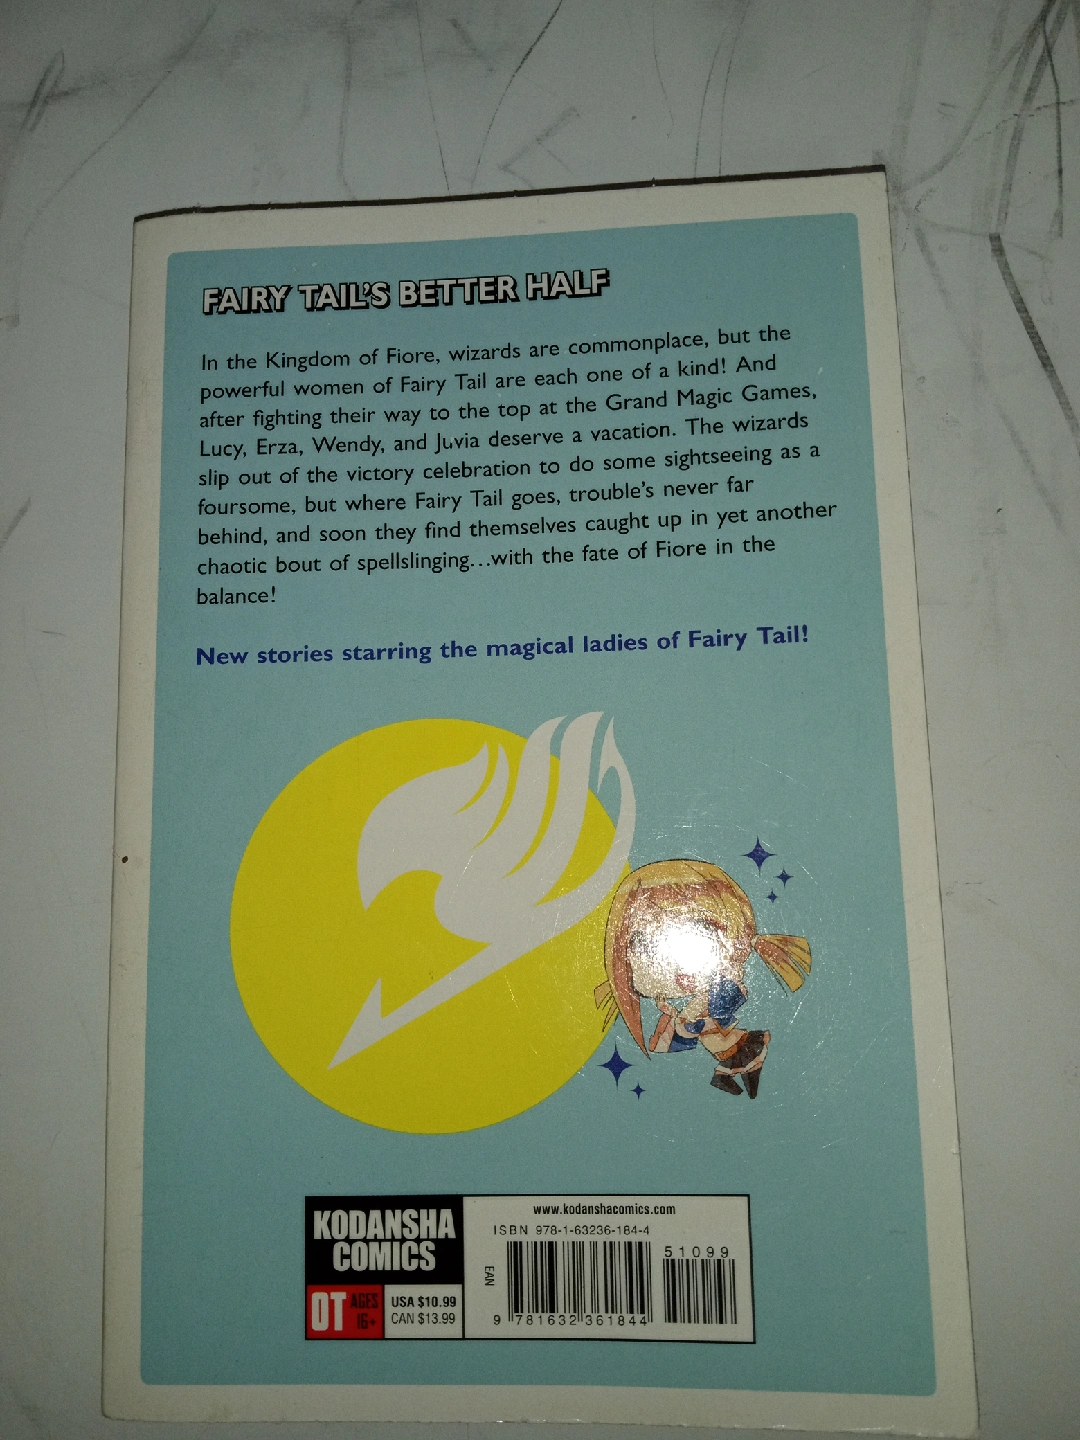 FAIRY TAIL'S BETTER HALF
In the Kingdom of Fiore, wizards are commonplace, but the
powerful women of Fairy Tail are each one of a kind! And
after fighting their way to the top at the Grand Magic Games,
Lucy, Erza, Wendy, and Juvia deserve a vacation. The wizards
slip out of the victory celebration to do some sightseeing as a
foursome, but where Fairy Tail goes, trouble's never far
behind, and soon they find themselves caught up in yet another
chaotic bout of spellslinging...with the fate of Fiore in the
balance!
New stories starring the magical ladies of Fairy Tail!
KODANSHA
COMICS
OT AGES
16+
USA $10.99
CAN $13.99
www.kodanshacomics.com
ISBN 978-1-63236-184-4
51099
EAN
9 781632 361844